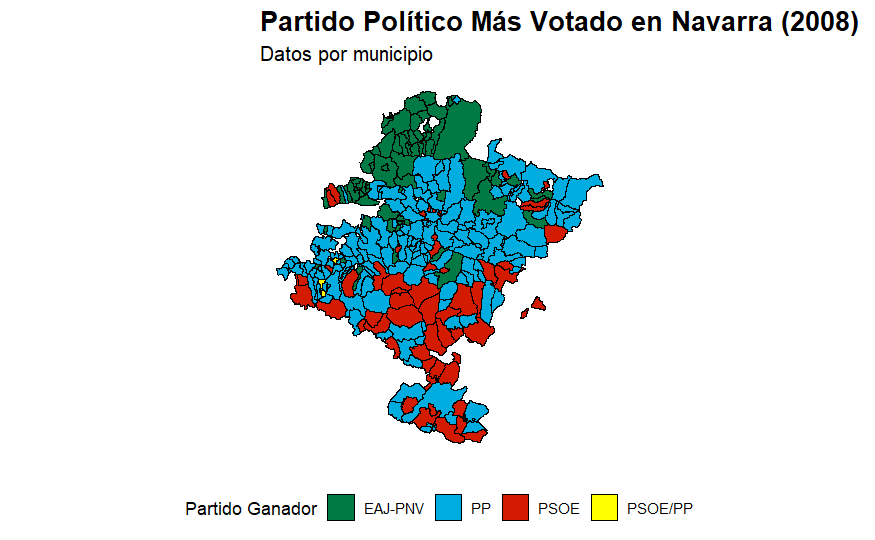 Partido Político Más Votado en Navarra (2008)
Datos por municipio
Partido Ganador EAJ-PNV PP PSOE PSOE/PP